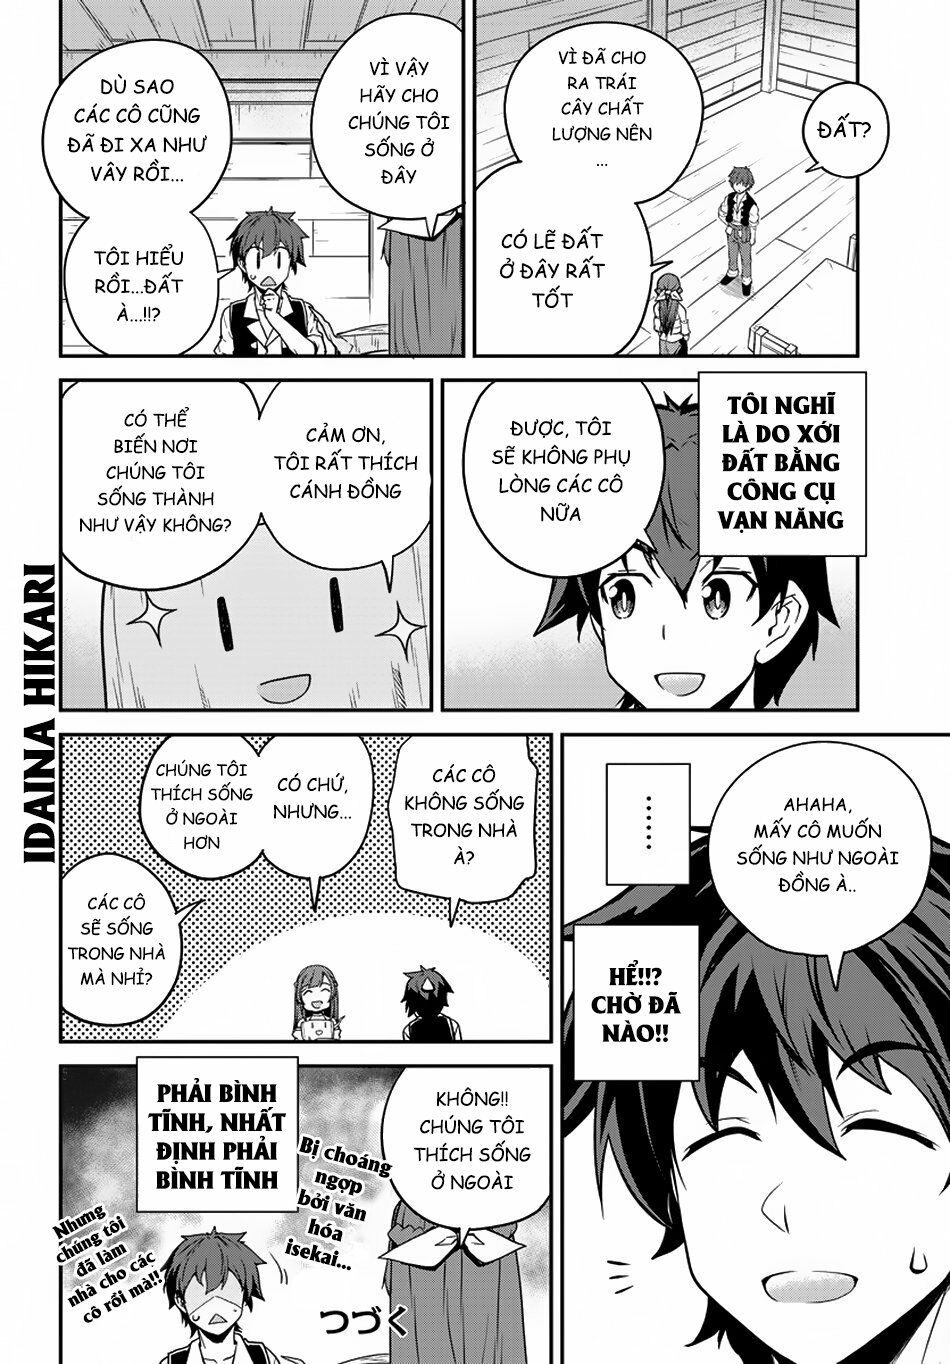 ĐẤT?
VÌ ĐÃ CHO
RA TRÁI
CÂY CHẤT
LƯỢNG NÊN
...
CÓ LẼ ĐẤT
Ở ĐÂY RẤT
TỐT
VÌ VẬY
HÃY CHO
CHÚNG TÔI
SỐNG Ở
ĐÂY
DÙ SAO
CÁC CÔ CŨNG
ĐÃ ĐI XA NHƯ
VÂY RỒI...
TÔI HIỂU
RỒI...ĐẤT
À...!!?
TÔI NGHĨ
LÀ DO XỚI
ĐẤT BẰNG
CÔNG CỤ
VẠN NĂNG
ĐƯỢC, TÔI
SẼ KHÔNG PHỤ
LÒNG CÁC CÔ
NỮA
CẢM ƠN,
TÔI RẤT THÍCH
CÁNH ĐỒNG
CÓ THỂ
BIẾN NƠI
CHÚNG TÔI
SỐNG THÀNH
NHƯ VẬY KHÔNG?
IDAINA HIKARI
AHAHA,
MẤY CÔ MUỐN
SỐNG NHƯ NGOÀI
ĐỒNG À..
......
HỂ!!?
CHỜ ĐÃ
NÀO!!
CÁC CÔ
KHÔNG SỐNG
TRONG NHÀ
À?
CÓ CHỨ,
NHƯNG...
CHÚNG TÔI
THÍCH SỐNG
Ở NGOÀI
HƠN
CÁC CÔ
SẼ SỐNG
TRONG NHÀ
MÀ NHỈ?
KHÔNG!!
CHÚNG TÔI
THÍCH SỐNG
Ở NGOÀI
PHẢI BÌNH
TĨNH, NHẤT
ĐỊNH PHẢI
BÌNH TĨNH
Bị choáng
ngợp
bởi văn
hóa
isekai...
Nhưng
chúng tôi
đã làm
nhà cho các
cô rồi mà!!
つづく